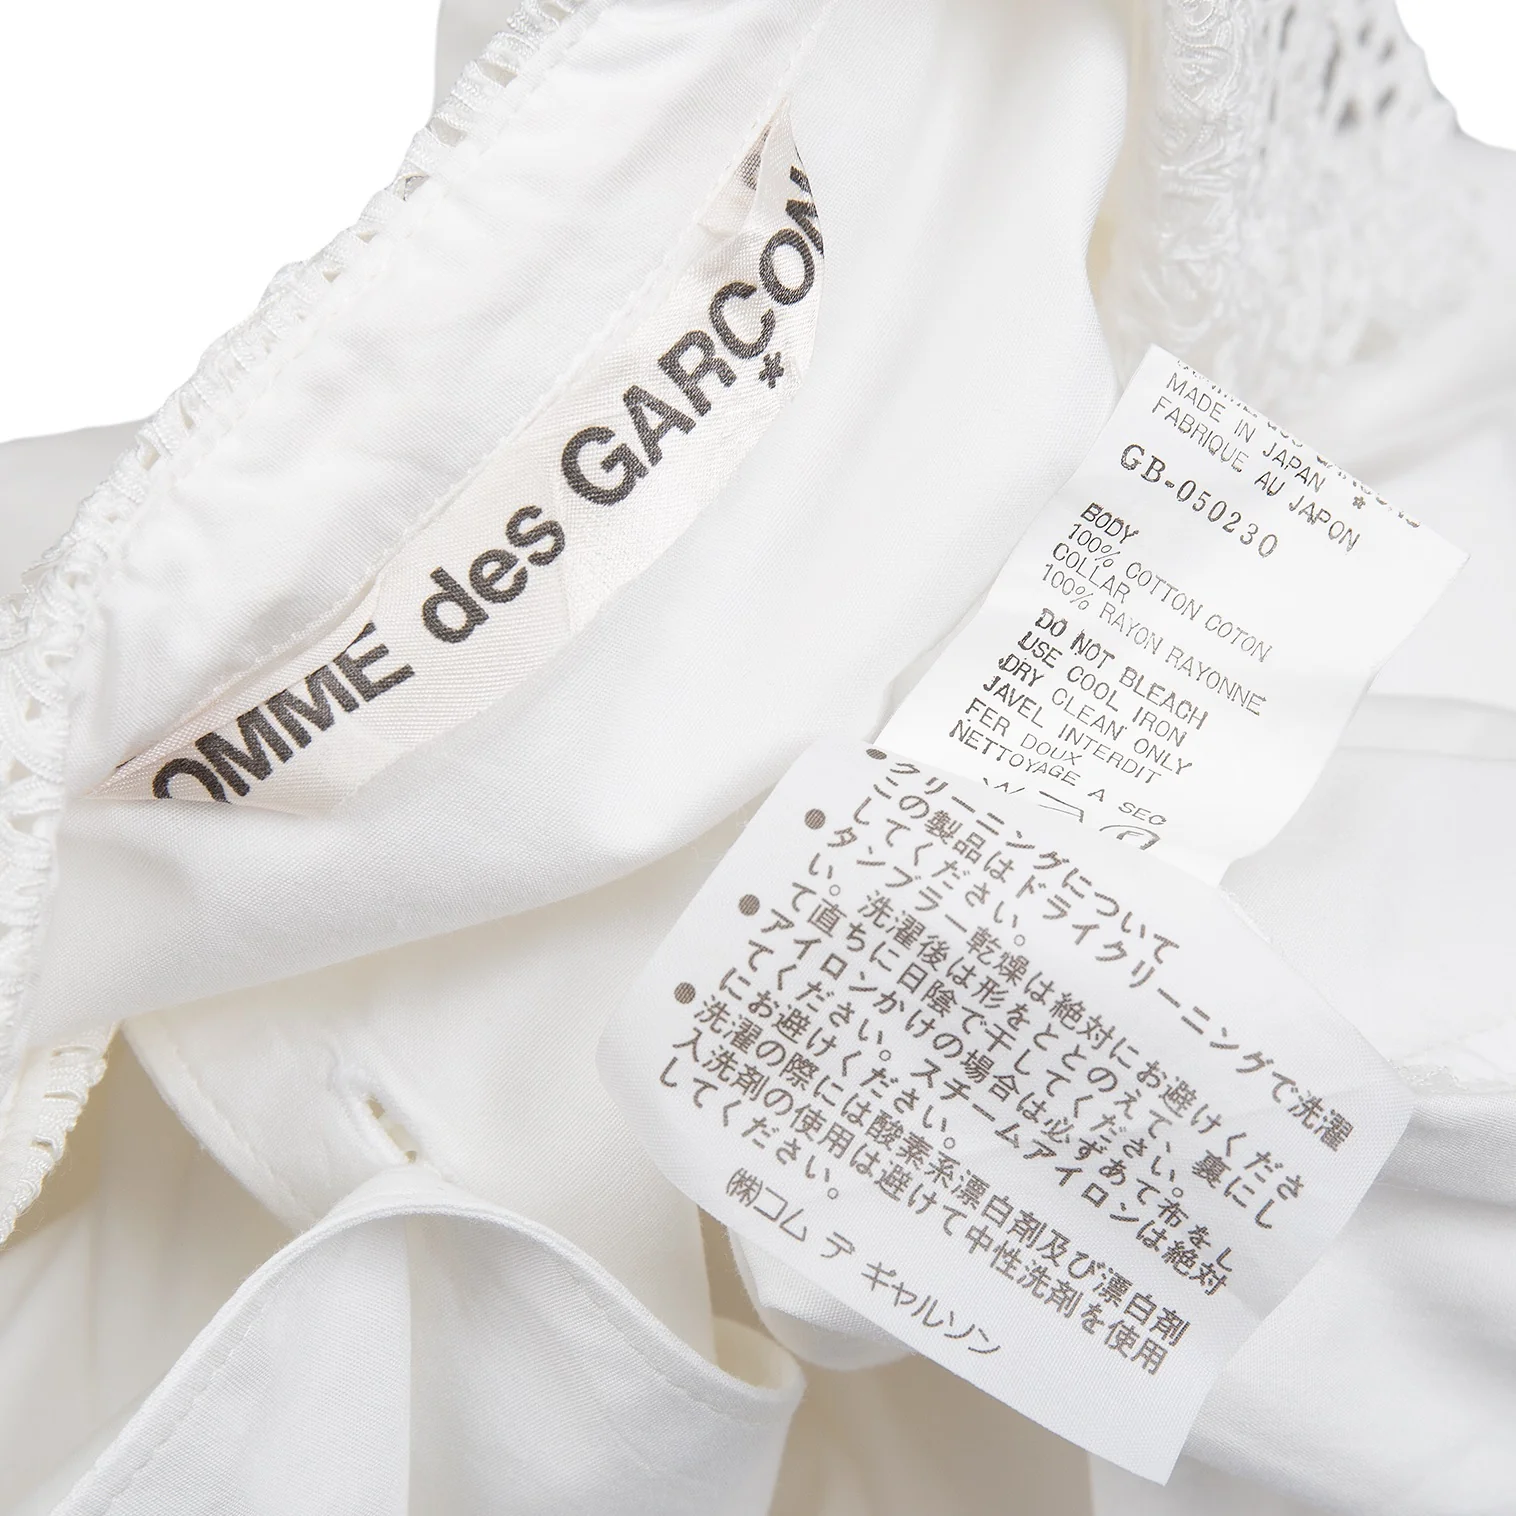 OMME des GARÇON
*
MADE IN JAPAN *
FABRIQUE AU JAPON
GB-050230
BODY
100% COTTON COTON
COLLAR
100% RAYON RAYONNE
DO NOT BLEACH
USE COOL IRON
DRY CLEAN ONLY
JAVEL INTERDIT
FER DOUX
NETTOYAGE A SEC
●クリーニングについて
この製品はドライクリーニングで洗濯
してください。
●タンブラー乾燥は絶対にお避けくださ
い。洗濯後は形をととのえて、裏にし
て直ちに日陰で干してください。
●アイロンかけの場合は必ずあて布をし
てください。スチームアイロンは絶対
にお避けください。
●洗濯の際には酸素系漂白剤及び漂白剤
入洗剤の使用は避けて中性洗剤を使用
してください。
㈱コム デ ギャルソン